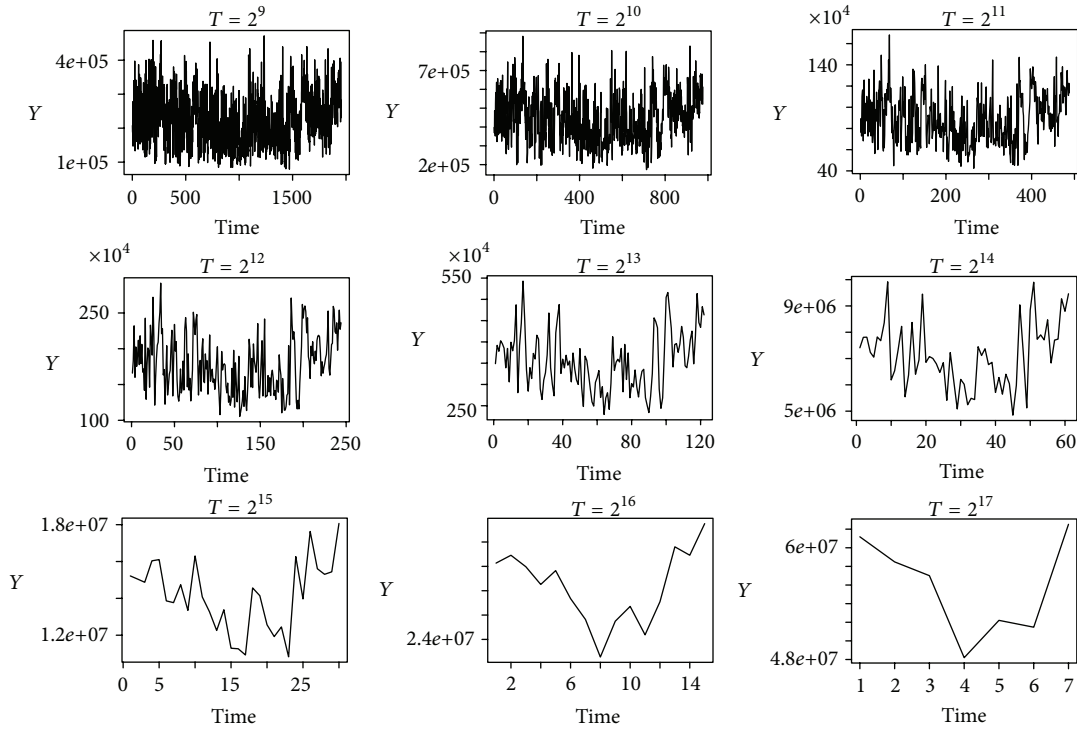 T = 2^9
4e+05
1e+05
Y
0 500 1500
Time
T = 2^10
7e+05
2e+05
Y
0 400 800
Time
×10^4
T = 2^11
140
40
Y
0 200 400
Time
×10^4
T = 2^12
250
100
Y
0 50 150 250
Time
×10^4
T = 2^13
550
250
Y
0 40 80 120
Time
T = 2^14
9e+06
5e+06
Y
0 20 40 60
Time
T = 2^15
1.8e+07
1.2e+07
Y
0 5 15 25
Time
T = 2^16
2.4e+07
Y
2 6 10 14
Time
T = 2^17
6e+07
4.8e+07
Y
1 2 3 4 5 6 7
Time